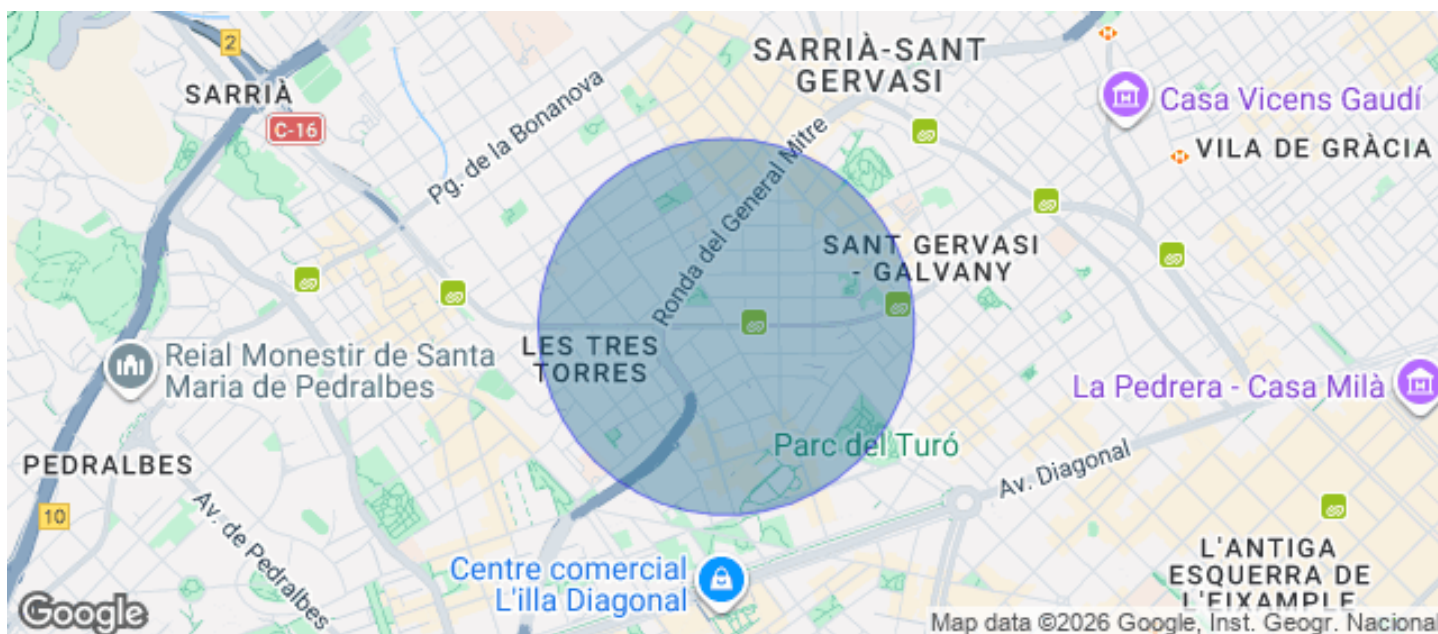 2
SARRIÀ
C-16
SARRIÀ-SANT
GERVASI
Casa Vicens Gaudí
VILA DE GRÀCIA
Pg. de la Bonanova
Ronda del General Mitre
SANT GERVASI
- GALVANY
LES TRES
TORRES
Reial Monestir de Santa
Maria de Pedralbes
La Pedrera - Casa Milà
PEDRALBES
Parc del Turó
Av. Diagonal
10
Av. de Pedralbes
Centre comercial
L'illa Diagonal
L'ANTIGA
ESQUERRA DE
L'EIXAMPLE
Google
Map data ©2026 Google, Inst. Geogr. Nacional